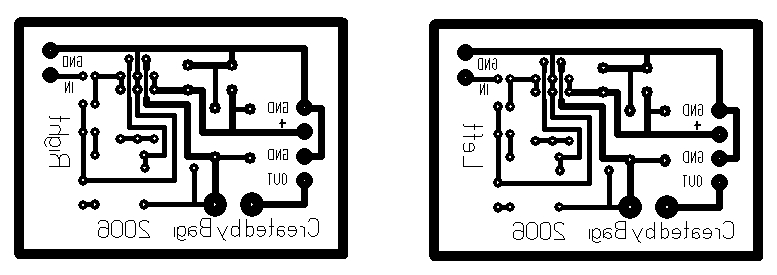 GND
IN
Right
GND
+
GND
OUT
Created by Bagi 2006
GND
IN
Left
GND
+
GND
OUT
Created by Bagi 2006